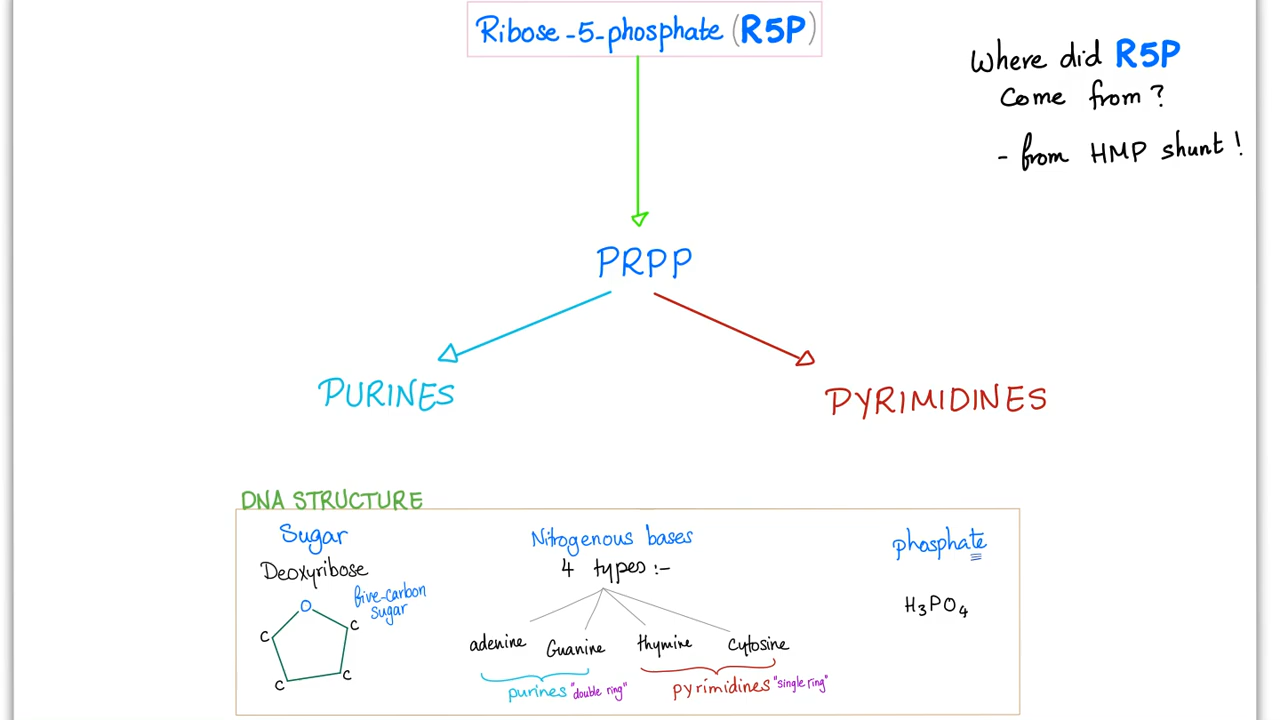 Ribose-5-phosphate (R5P)
Where did R5P
Come from?
- from HMP shunt!
PRPP
PURINES
PYRIMIDINES
DNA STRUCTURE
Sugar
Deoxyribose
five-carbon
sugar
O
C
C
C
C
Nitrogenous bases
4 types :-
adenine Guanine thymine Cytosine
purines "double ring"
pyrimidines "single ring"
phosphate
H3PO4